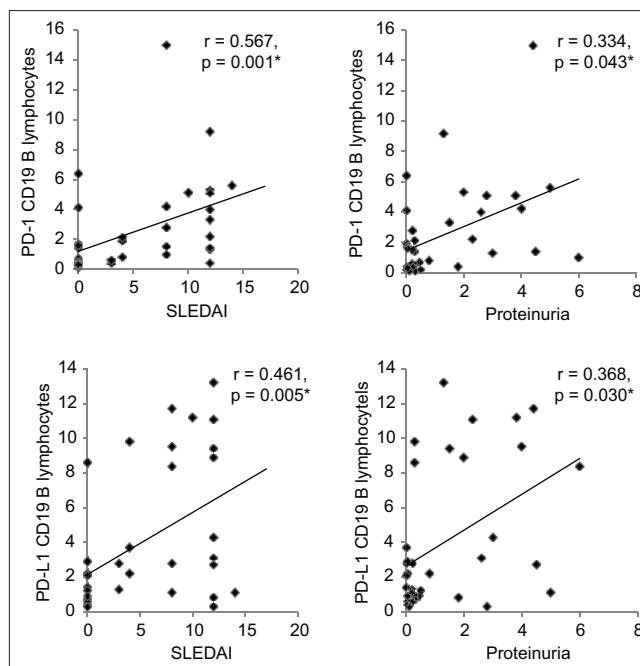 PD-1 CD19 B lymphocytes
16
14
12
10
8
6
4
2
0
r = 0.567,
p = 0.001*
0 5 10 15 20
SLEDAI
PD-1 CD19 B lymphocytes
16
14
12
10
8
6
4
2
0
r = 0.334,
p = 0.043*
0 2 4 6 8
Proteinuria
PD-L1 CD19 B lymphocytes
14
12
10
8
6
4
2
0
r = 0.461,
p = 0.005*
0 5 10 15 20
SLEDAI
PD-L1 CD19 B lymphocytels
14
12
10
8
6
4
2
0
r = 0.368,
p = 0.030*
0 2 4 6 8
Proteinuria